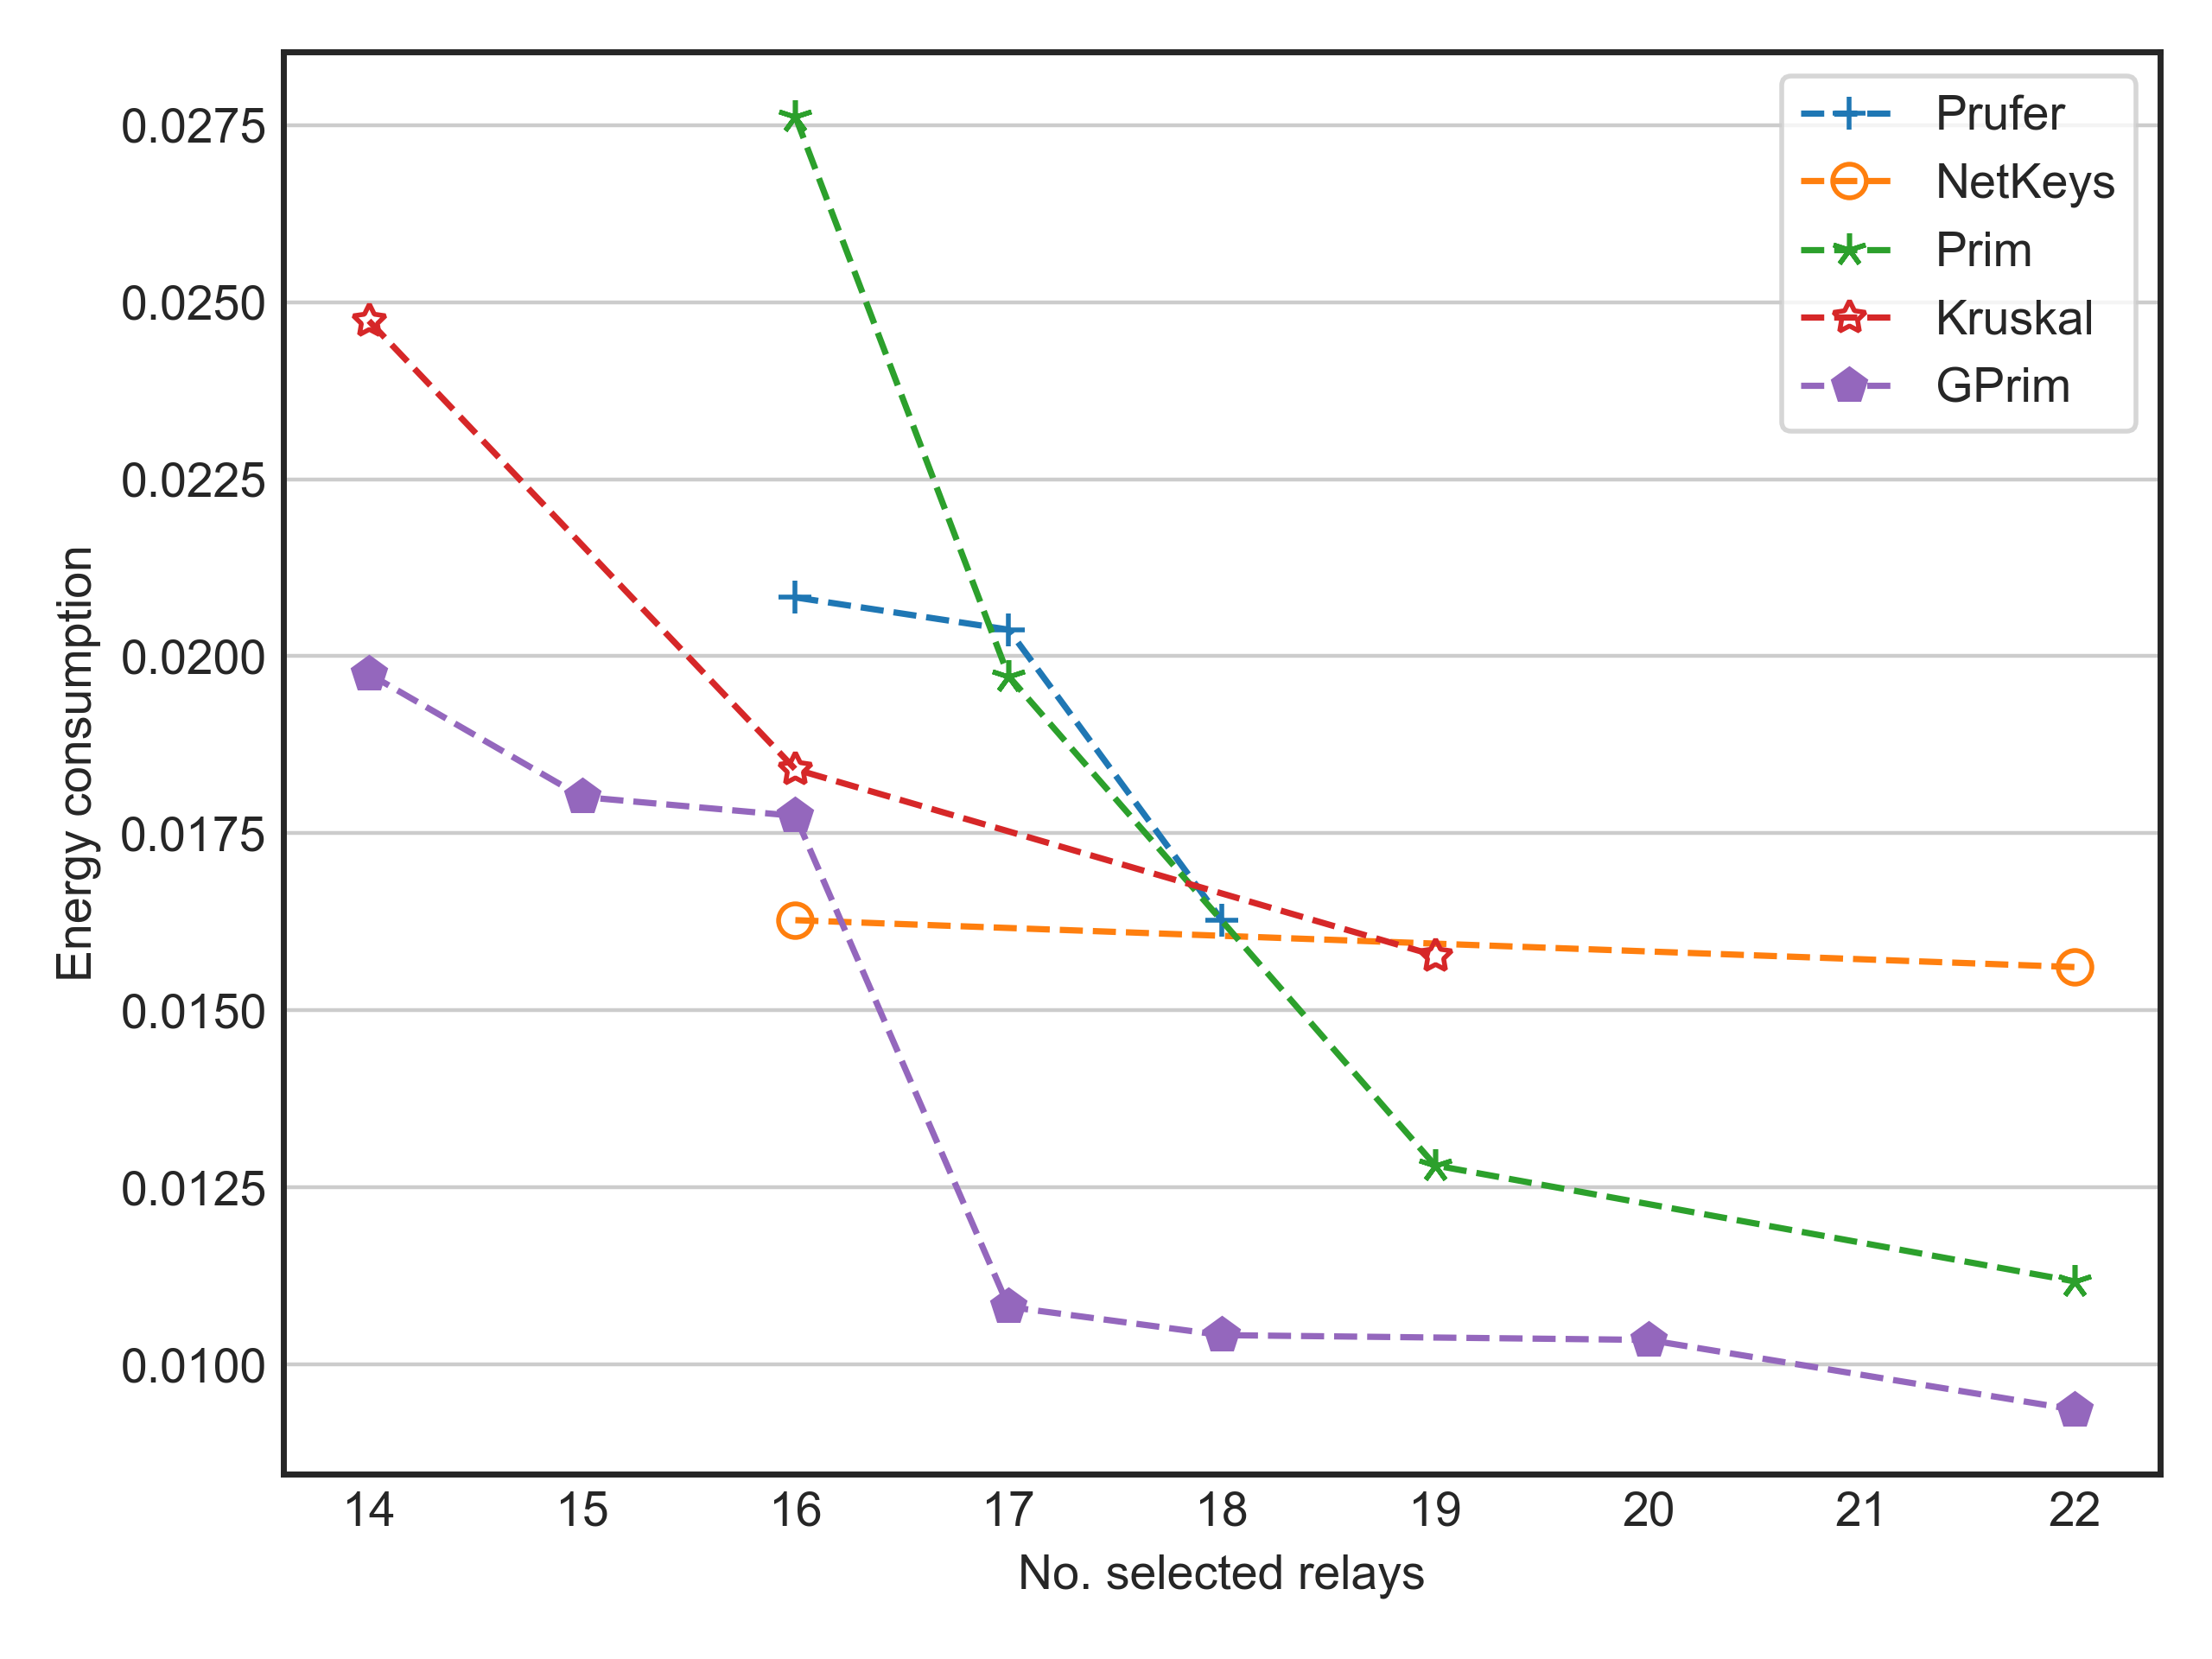 Prufer
NetKeys
Prim
Kruskal
GPrim
0.0275
0.0250
0.0225
0.0200
0.0175
0.0150
0.0125
0.0100
Energy consumption
14 15 16 17 18 19 20 21 22
No. selected relays